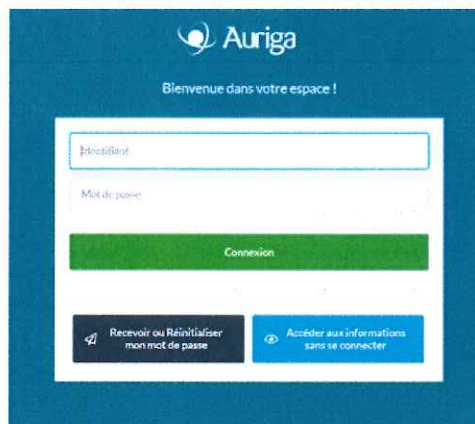 Auriga
Bienvenue dans votre espace !
Identifiant
Mot de passe
Connexion
Recevoir ou Réinitialiser
mon mot de passe
Accéder aux informations
sans se connecter